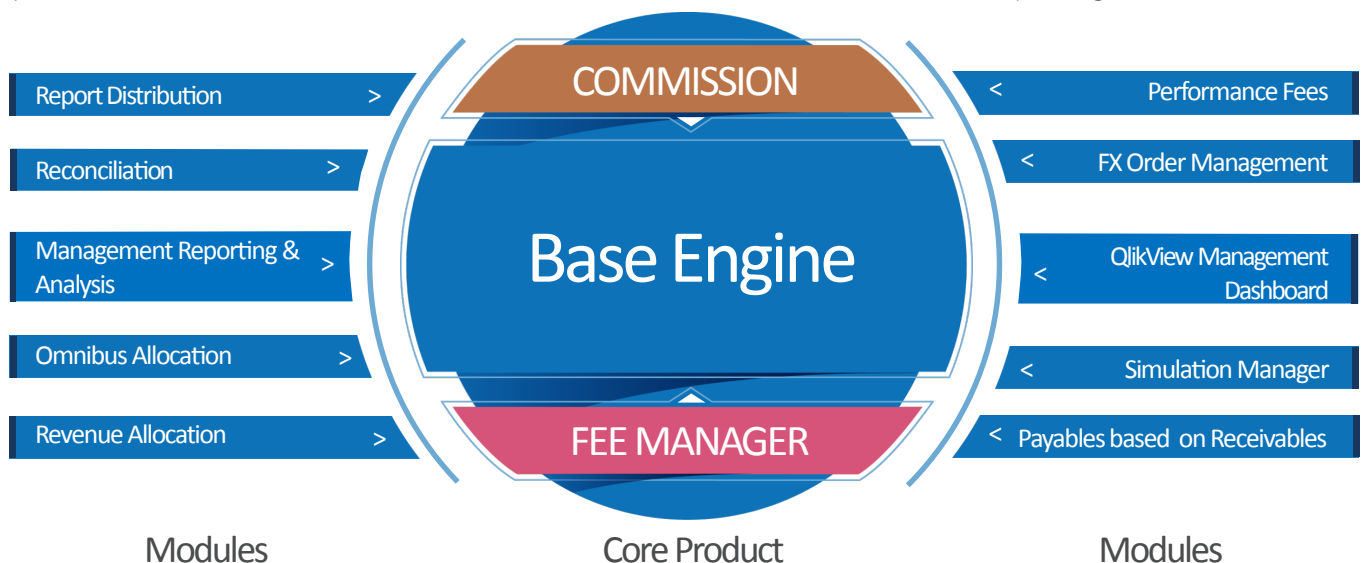 COMMISSION
Report Distribution >
Reconciliation >
Management Reporting &
Analysis >
Omnibus Allocation >
Revenue Allocation >
Base Engine
FEE MANAGER
< Performance Fees
< FX Order Management
QlikView Management
< Dashboard
< Simulation Manager
< Payables based on Receivables
Modules
Core Product
Modules